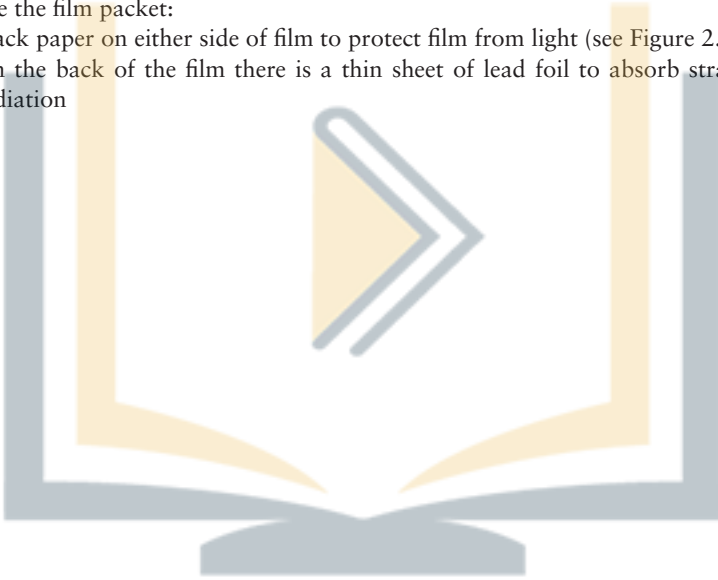 the film packet:
ack paper on either side of film to protect film from light (see Figure 2.
the back of the film there is a thin sheet of lead foil to absorb
diation